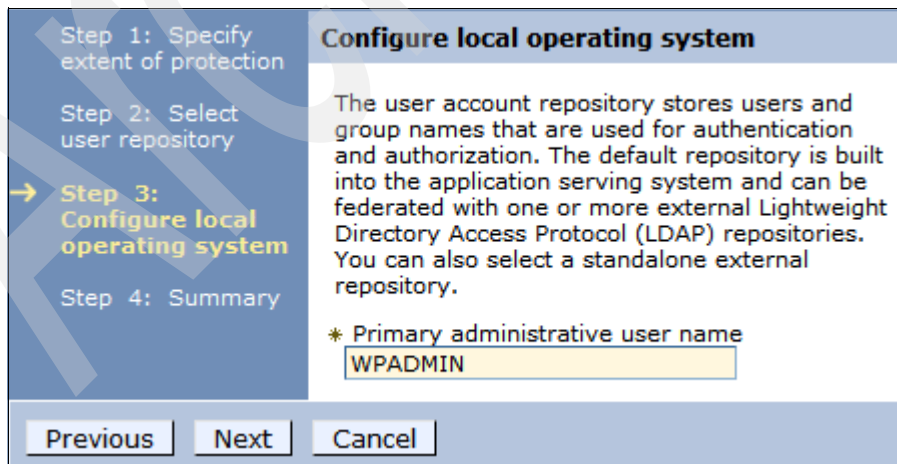 Step 1: Specify
extent of protection
Step 2: Select
user repository
→ Step 3:
Configure local
operating system
Step 4: Summary
Configure local operating system
The user account repository stores users and
group names that are used for authentication
and authorization. The default repository is built
into the application serving system and can be
federated with one or more external Lightweight
Directory Access Protocol (LDAP) repositories.
You can also select a standalone external
repository.
* Primary administrative user name
WPADMIN
Previous Next Cancel